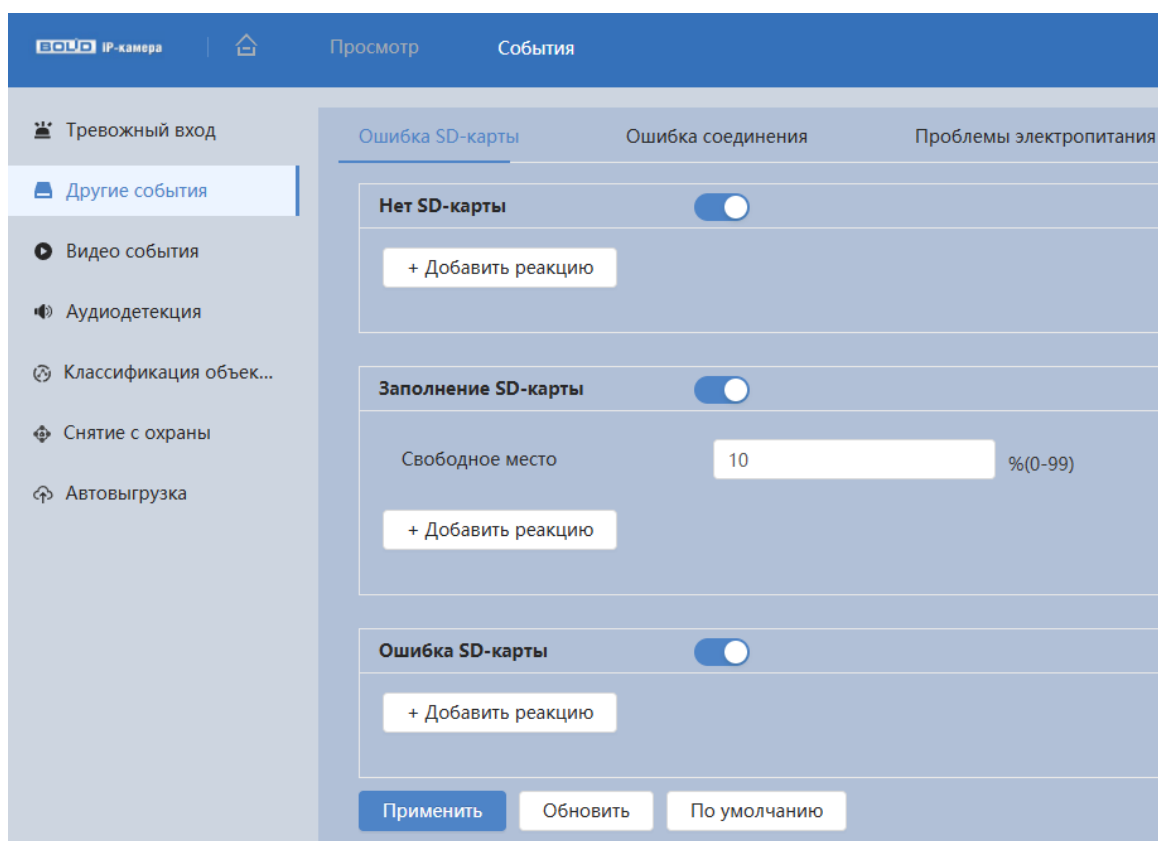 BOLID IP-камера
Просмотр
События
Тревожный вход
Другие события
Видео события
Аудиодетекция
Классификация объек...
Снятие с охраны
Автовыгрузка
Ошибка SD-карты
Ошибка соединения
Проблемы электропитания
Нет SD-карты
+ Добавить реакцию
Заполнение SD-карты
Свободное место
10
%(0-99)
+ Добавить реакцию
Ошибка SD-карты
+ Добавить реакцию
Применить
Обновить
По умолчанию